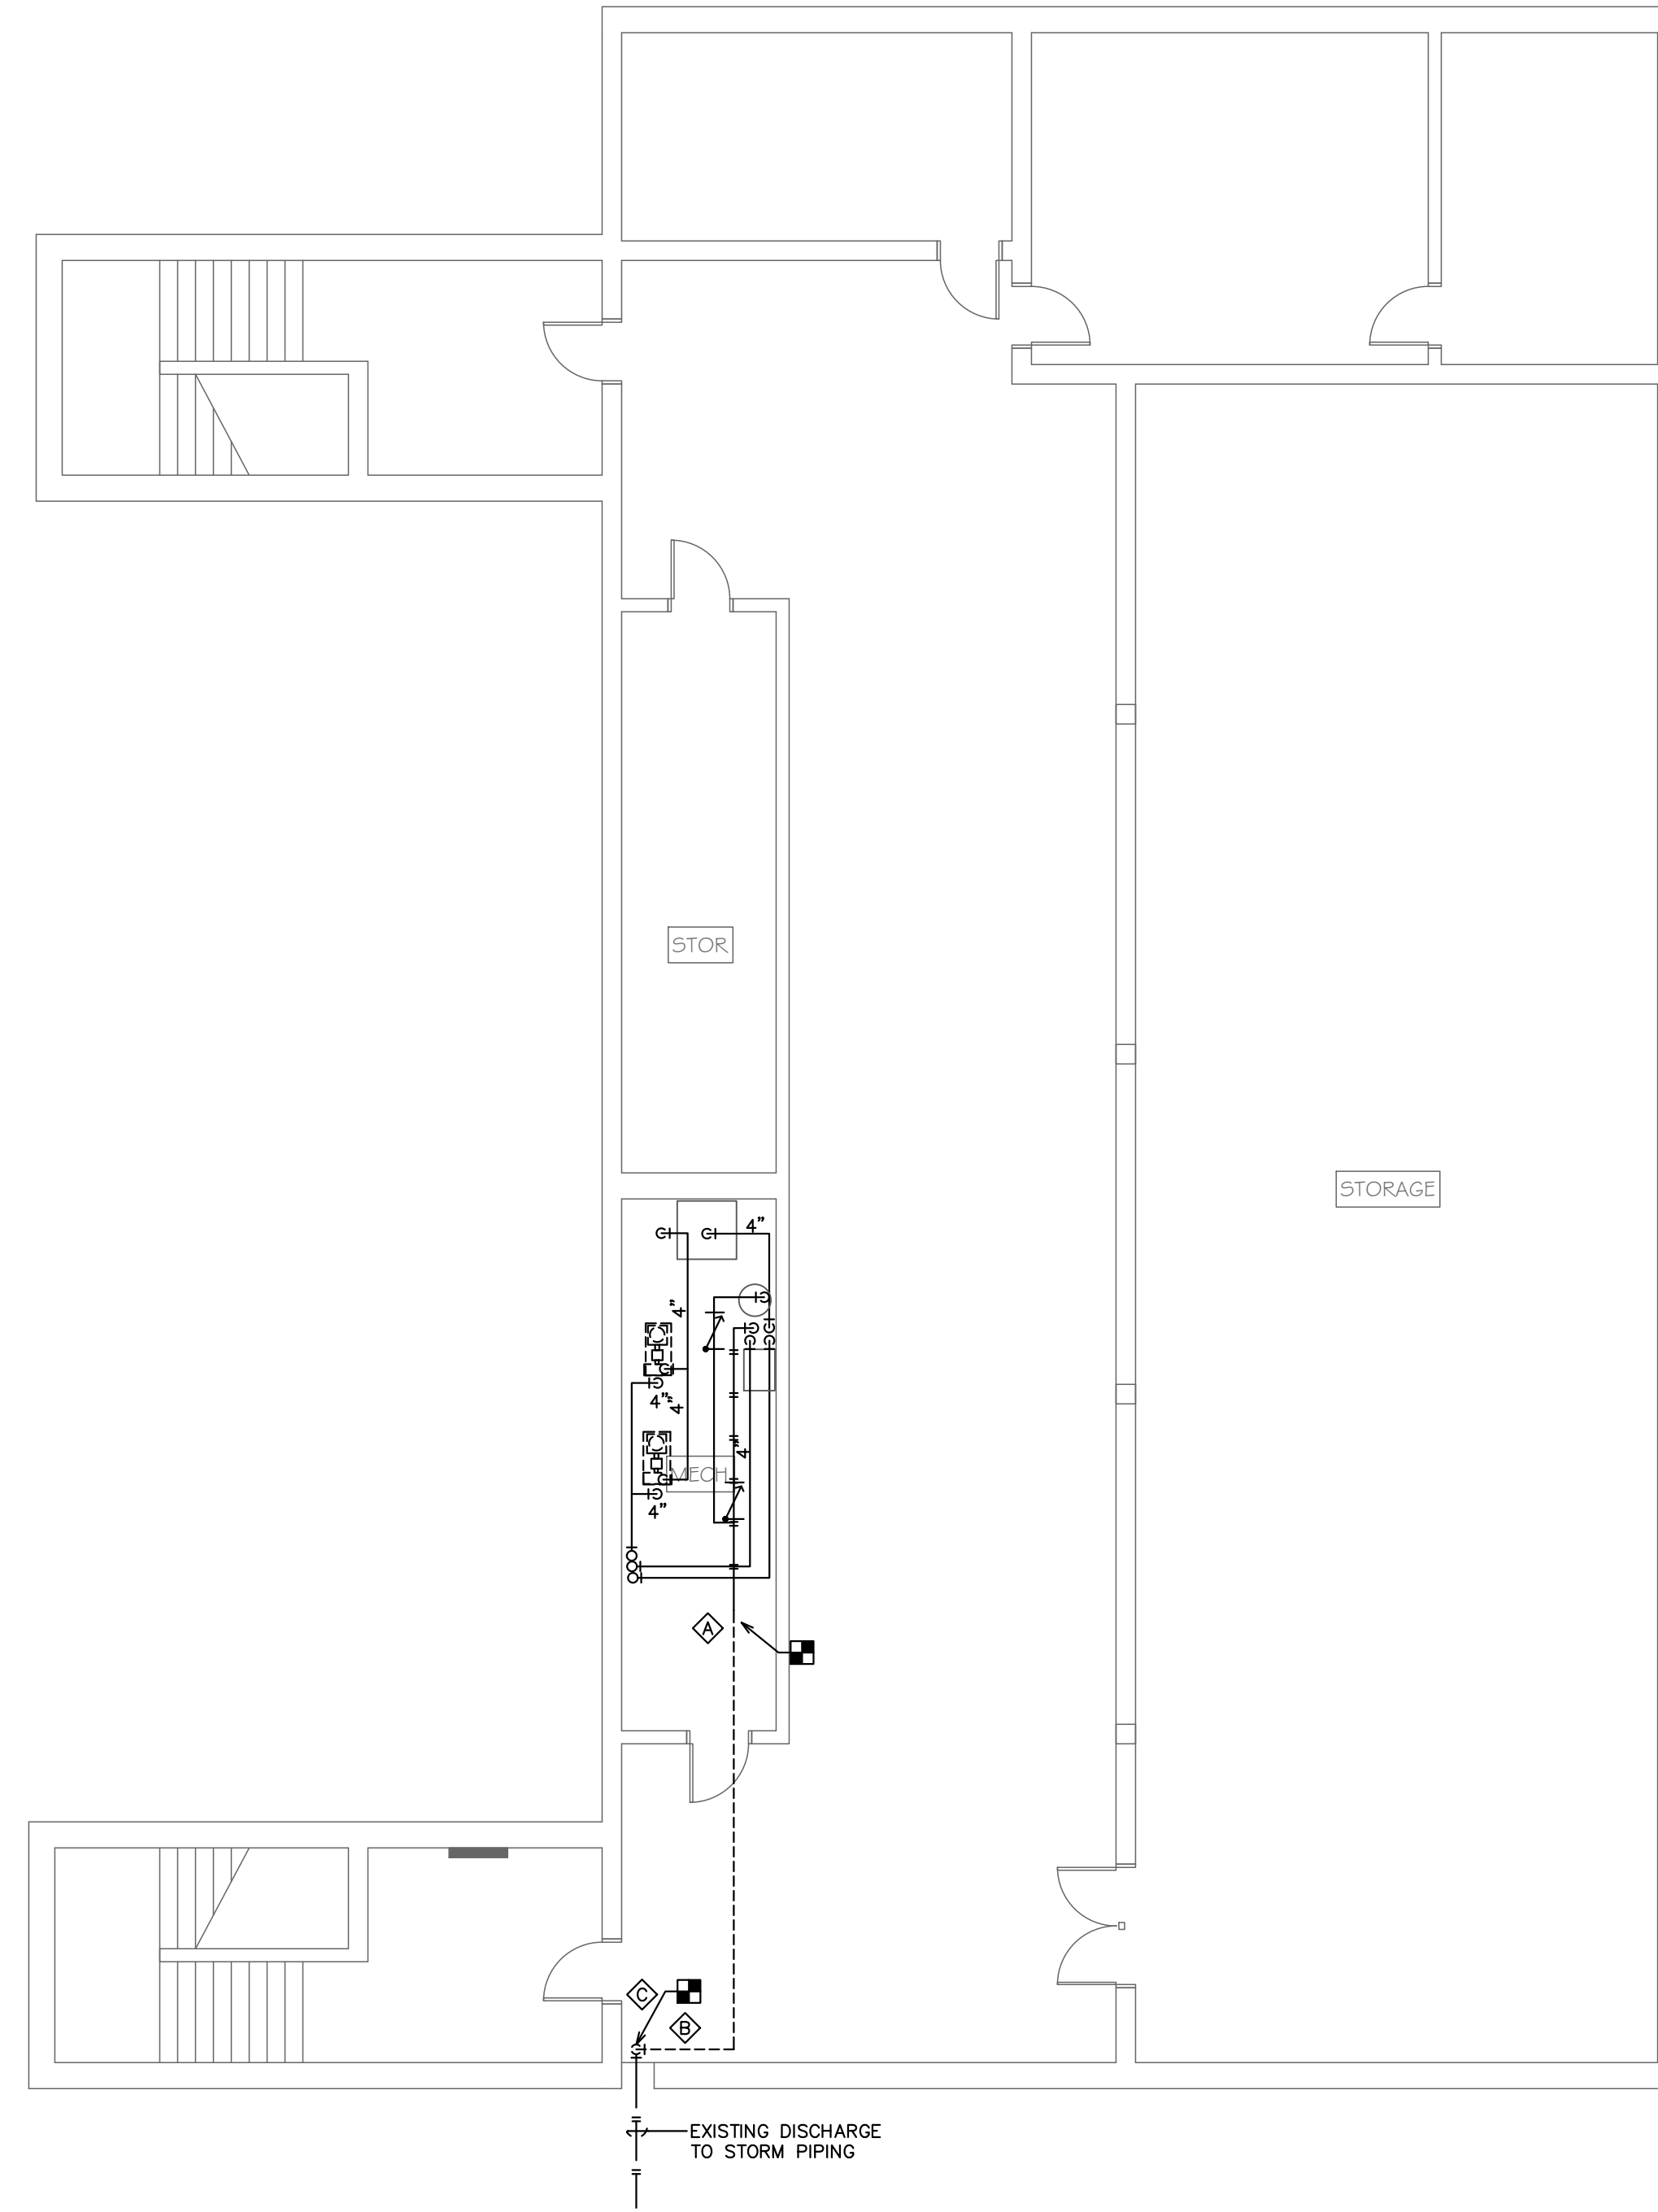 STOR
STORAGE
4"
4"
4"
4"
4"
MECH
4"
A
C
B
EXISTING DISCHARGE
TO STORM PIPING